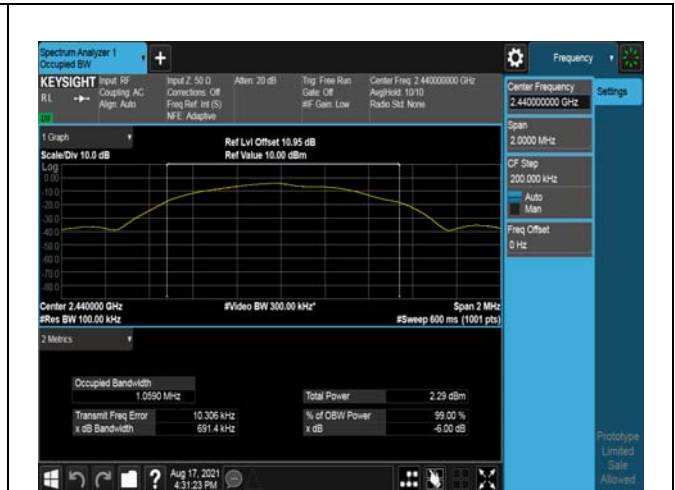 Spectrum Analyzer 1
Occupied BW
Frequency
KEYSIGHT
RL
Input: RF
Coupling: AC
Align: Auto
Input Z: 50 Ω
Corrections: Off
Freq Ref: Int (S)
NFE: Adaptive
Atten: 20 dB
Trig: Free Run
Gate: Off
#IF Gain: Low
Center Freq: 2.440000000 GHz
Avg|Hold: 10/10
Radio Std: None
Center Frequency
2.440000000 GHz
Settings
Span
2.0000 MHz
CF Step
200.000 kHz
Auto
Man
Freq Offset
0 Hz
1 Graph
Scale/Div 10.0 dB
Ref Lvl Offset 10.95 dB
Ref Value 10.00 dBm
Log
0.00
-10.0
-20.0
-30.0
-40.0
-50.0
-60.0
-70.0
-80.0
Center 2.440000 GHz
#Res BW 100.00 kHz
#Video BW 300.00 kHz*
Span 2 MHz
#Sweep 600 ms (1001 pts)
2 Metrics
Occupied Bandwidth
1.0590 MHz
Total Power 2.29 dBm
Transmit Freq Error 10.306 kHz
% of OBW Power 99.00 %
x dB Bandwidth 691.4 kHz
x dB -6.00 dB
Prototype
Limited
Sale
Allowed
?
Aug 17, 2021
4:31:23 PM